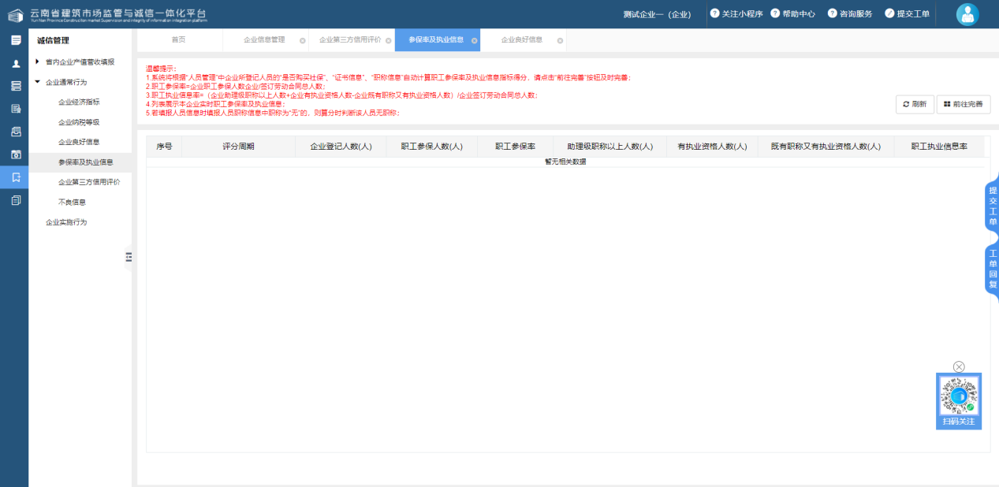 云南省建筑市场监管与诚信一体化平台
Yun Nan Province Construction market Supervision and integrity of information integration platform
测试企业一（企业）
关注小程序
帮助中心
咨询服务
提交工单
诚信管理
省内企业产值营收填报
企业通常行为
企业经济指标
企业纳税等级
企业良好信息
参保率及执业信息
企业第三方信用评价
不良信息
企业实施行为
首页
企业信息管理
企业第三方信用评价
参保率及执业信息
企业良好信息
温馨提示：
1.系统将根据“人员管理”中企业所登记人员的“是否购买社保”、“证书信息”、“职称信息”自动计算职工参保率及执业信息指标得分，请点击“前往完善”按钮及时完善；
2.职工参保率=企业职工参保人数企业/签订劳动合同总人数；
3.职工执业信息率=（企业助理级职称以上人数+企业有执业资格人数-企业既有职称又有执业资格人数）/企业签订劳动合同总人数；
4.列表展示本企业实时职工参保率及执业信息；
5.若填报人员信息时填报人员职称信息中职称为“无”的，则算分时判断该人员无职称；
刷新
前往完善
序号
评分周期
企业登记人数(人)
职工参保人数(人)
职工参保率
助理级职称以上人数(人)
有执业资格人数(人)
既有职称又有执业资格人数(人)
职工执业信息率
暂无相关数据
提交工单
工单回复
扫码关注